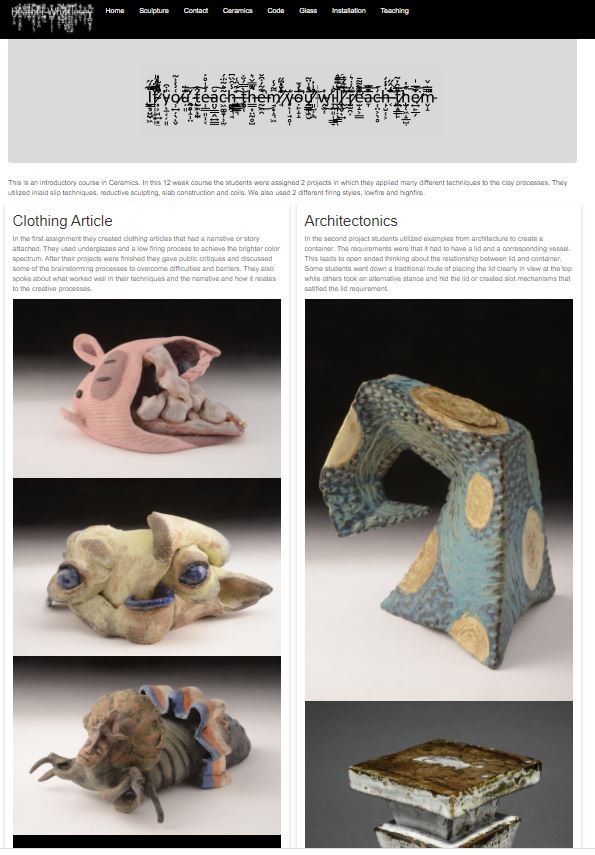 Heather Whittlesey
Home Sculpture Contact Ceramics Code Glass Installation Teaching
If you teach them you will reach them
This is an introductory course in Ceramics. In this 12 week course the students were assigned 2 projects in which they applied many different techniques to the clay processes. They
utilized inlaid slip techniques, reductive sculpting, slab construction and coils. We also used 2 different firing styles, lowfire and highfire.
Clothing Article
In the first assignment they created clothing articles that had a narrative or story
attached. They used underglazes and a low firing process to achieve the brighter color
spectrum. After their projects were finished they gave public critiques and discussed
some of the brainstorming processes to overcome difficulties and barriers. They also
spoke about what worked well in their techniques and the narrative and how it relates
to the creative processes.
Architectonics
In the second project students utilized examples from architecture to create a
container. The requirements were that it had to have a lid and a corresponding vessel.
This leads to open ended thinking about the relationship between lid and container.
Some students went down a traditional route of placing the lid clearly in view at the top
while others took an alternative stance and hid the lid or created slot mechanisms that
satified the lid requirement.